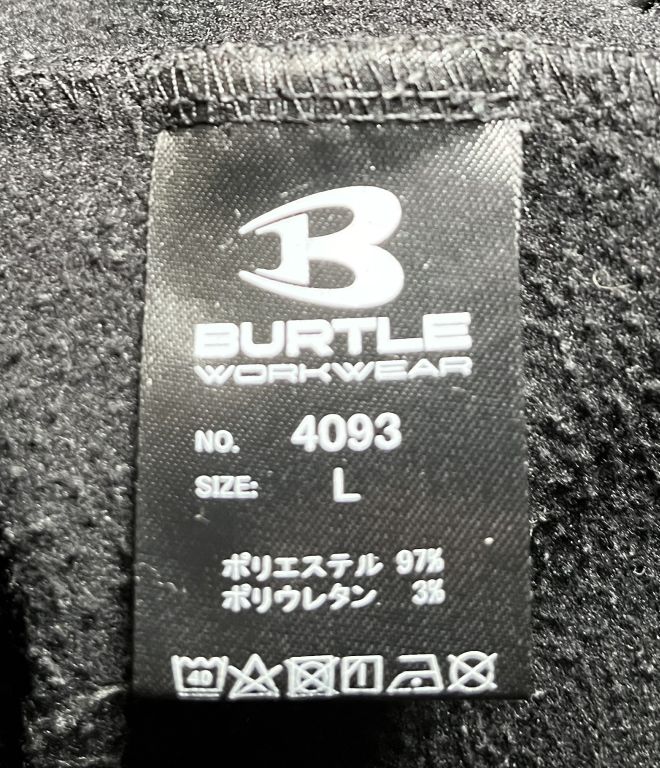 BURTLE
WORKWEAR
NO. 4093
SIZE: L
ポリエステル 97%
ポリウレタン 3%
40